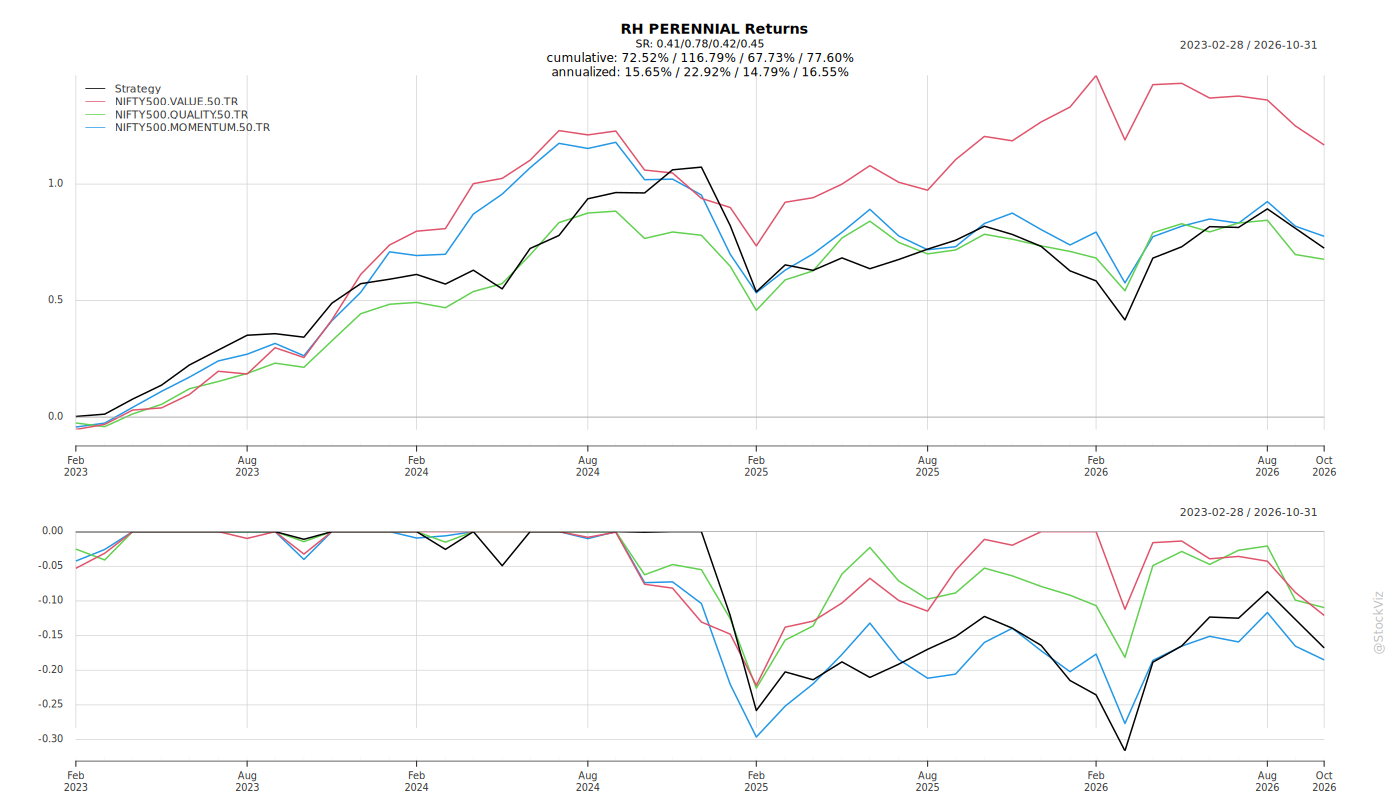 RH PERENNIAL Returns
SR: 0.41/0.78/0.42/0.45
cumulative: 72.52% / 116.79% / 67.73% / 77.60%
annualized: 15.65% / 22.92% / 14.79% / 16.55%
2023-02-28 / 2026-10-31
Strategy
NIFTY500.VALUE.50.TR
NIFTY500.QUALITY.50.TR
NIFTY500.MOMENTUM.50.TR
1.0
0.5
0.0
Feb Aug Feb Aug Feb Aug Feb Aug Oct
2023 2023 2024 2024 2025 2025 2026 2026 2026
2023-02-28 / 2026-10-31
0.00
-0.05
-0.10
-0.15
-0.20
-0.25
-0.30
Feb Aug Feb Aug Feb Aug Feb Aug Oct
2023 2023 2024 2024 2025 2025 2026 2026 2026
@StockViz